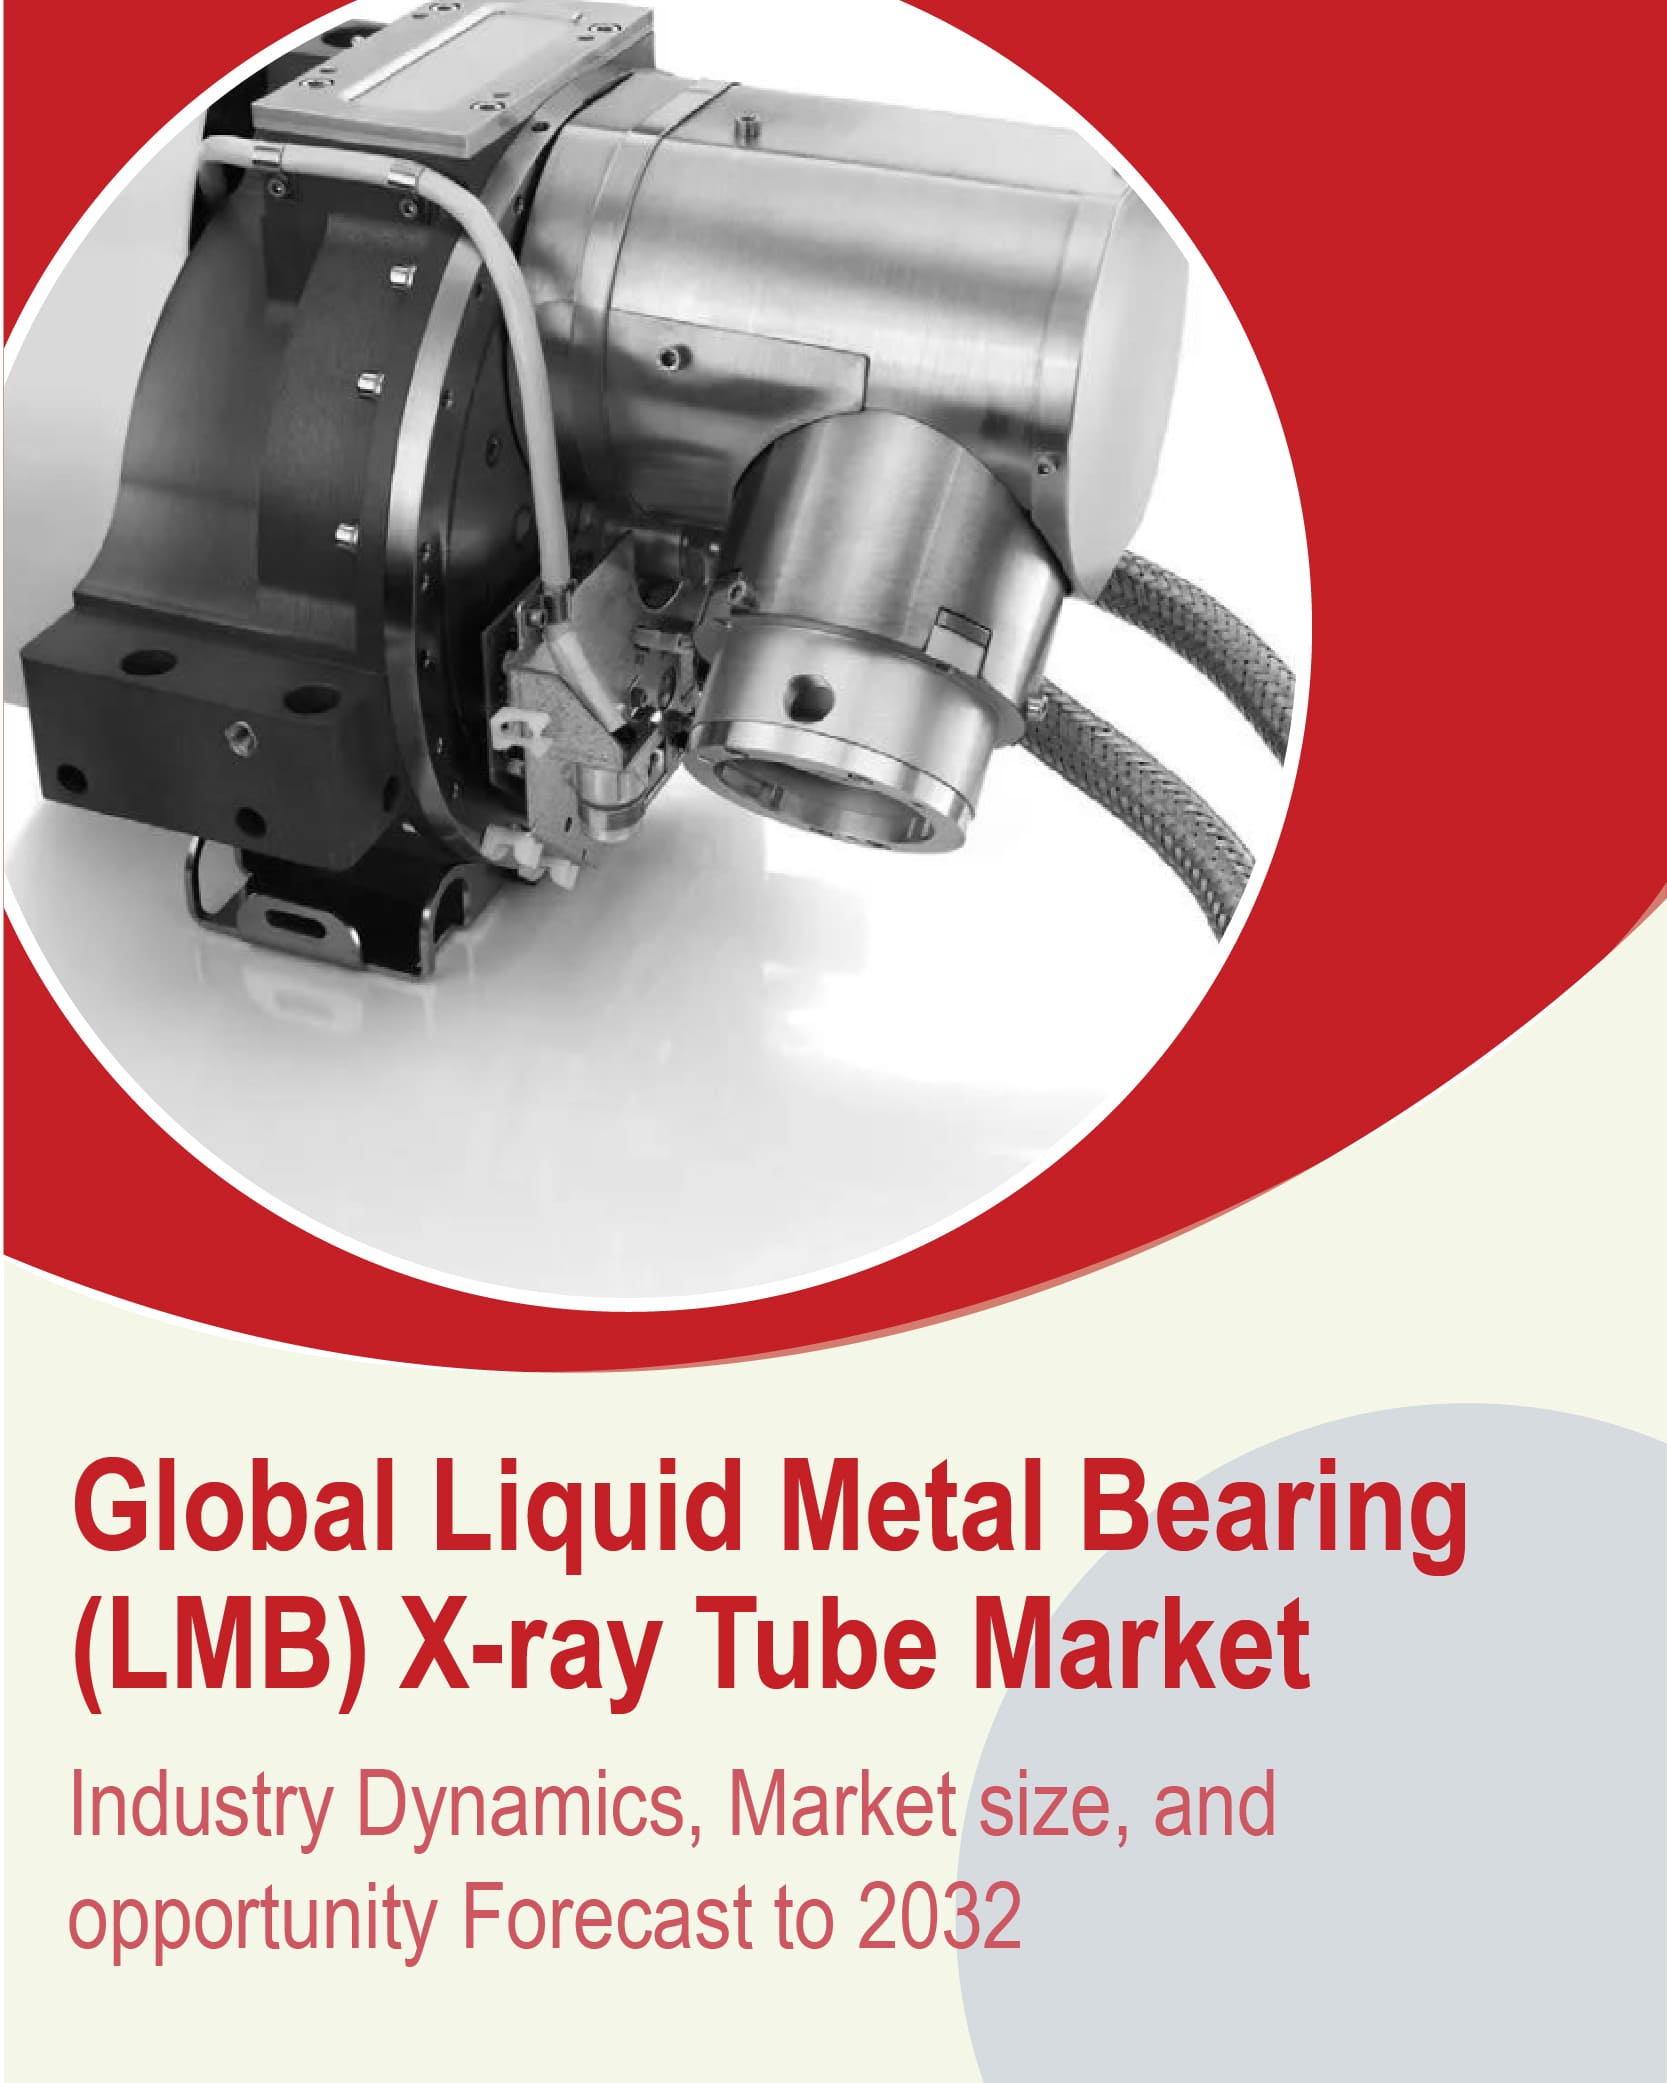 Global Liquid Metal Bearing
(LMB) X-ray Tube Market
Industry Dynamics, Market size, and
opportunity Forecast to 2032